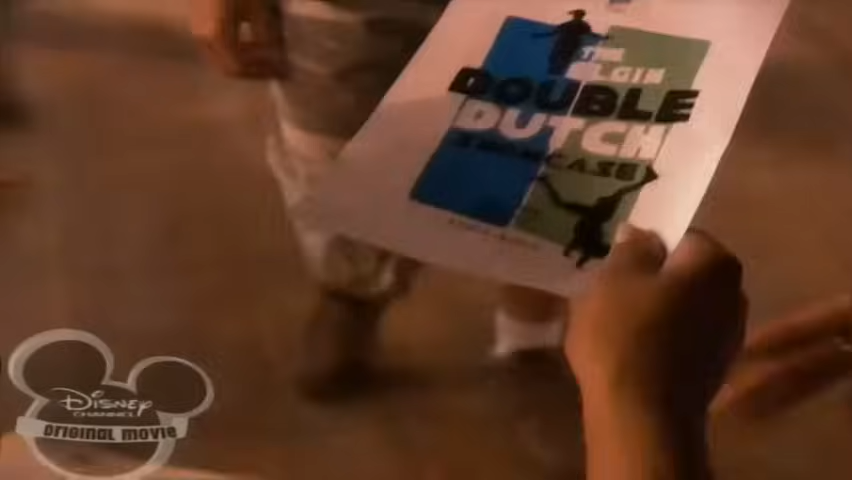 THE
ELGIN
DOUBLE
DUTCH
SHOWCASE
Disney
CHANNEL
ORIGINAL MOVIE